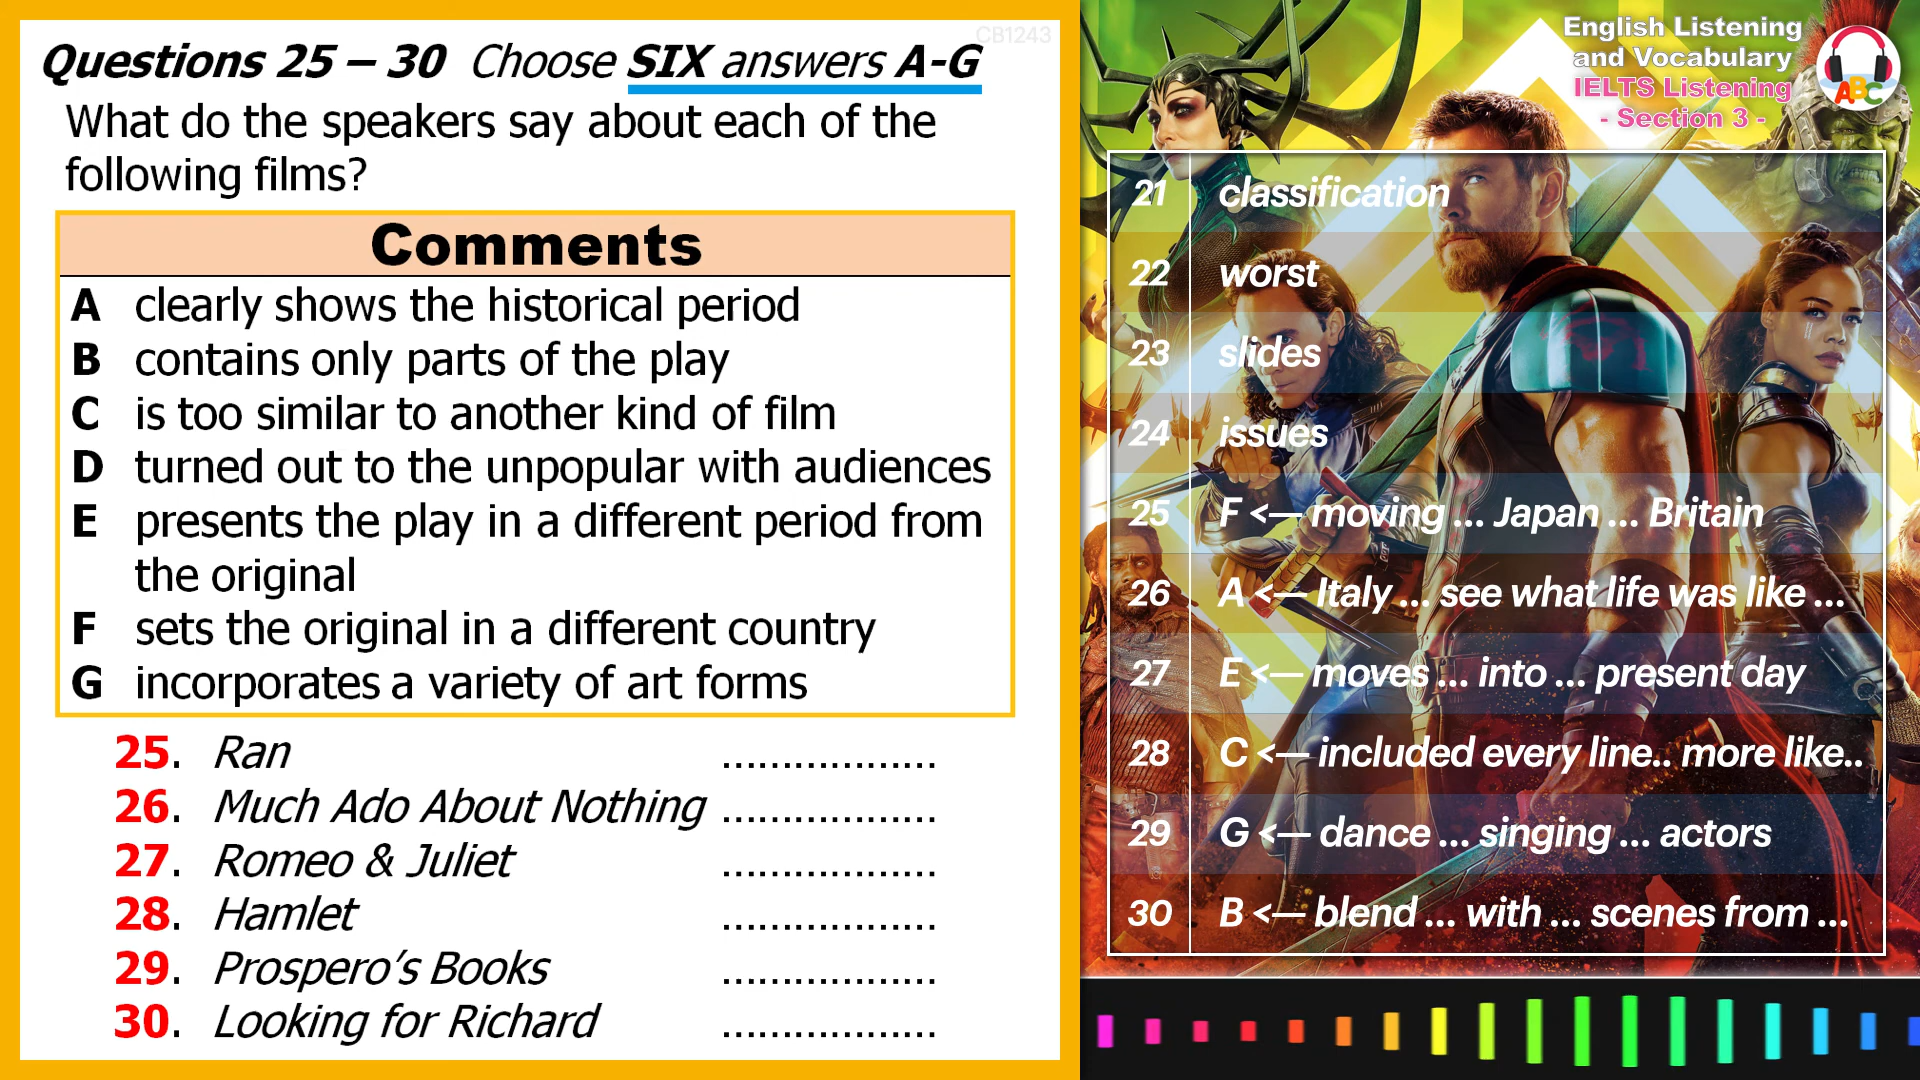 CB1243
Questions 25 – 30 Choose SIX answers A-G
What do the speakers say about each of the
following films?
Comments
A clearly shows the historical period
B contains only parts of the play
C is too similar to another kind of film
D turned out to the unpopular with audiences
E presents the play in a different period from
the original
F sets the original in a different country
G incorporates a variety of art forms
25. Ran ..................
26. Much Ado About Nothing ..................
27. Romeo & Juliet ..................
28. Hamlet ..................
29. Prospero’s Books ..................
30. Looking for Richard ..................
English Listening
and Vocabulary
IELTS Listening
- Section 3 -
ABC
21 classification
22 worst
23 slides
24 issues
25 F <— moving ... Japan ... Britain
26 A <— Italy ... see what life was like ...
27 E <— moves ... into ... present day
28 C <— included every line.. more like..
29 G <— dance ... singing ... actors
30 B <— blend ... with ... scenes from ...